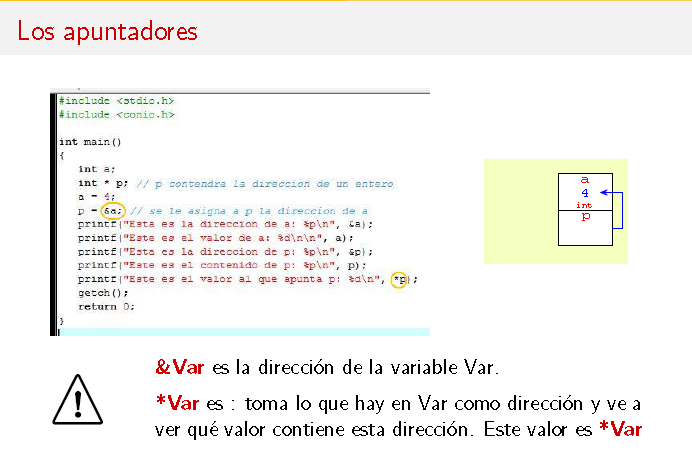 Los apuntadores
#include <stdio.h>
#include <conio.h>
int main()
{
int a;
int * p; // p contendra la direccion de un entero
a = 4;
p = &a; // se le asigna a p la direccion de a
printf("Esta es la direccion de a: %p\n", &a);
printf("Este es el valor de a: %d\n\n", a);
printf("Esta es la direccion de p: %p\n", &p);
printf("Este es el contenido de p: %p\n", p);
printf("Este es el valor al que apunta p: %d\n", *p);
getch();
return 0;
}
a
4
int
p
&Var es la dirección de la variable Var.
*Var es : toma lo que hay en Var como dirección y ve a
ver qué valor contiene esta dirección. Este valor es *Var